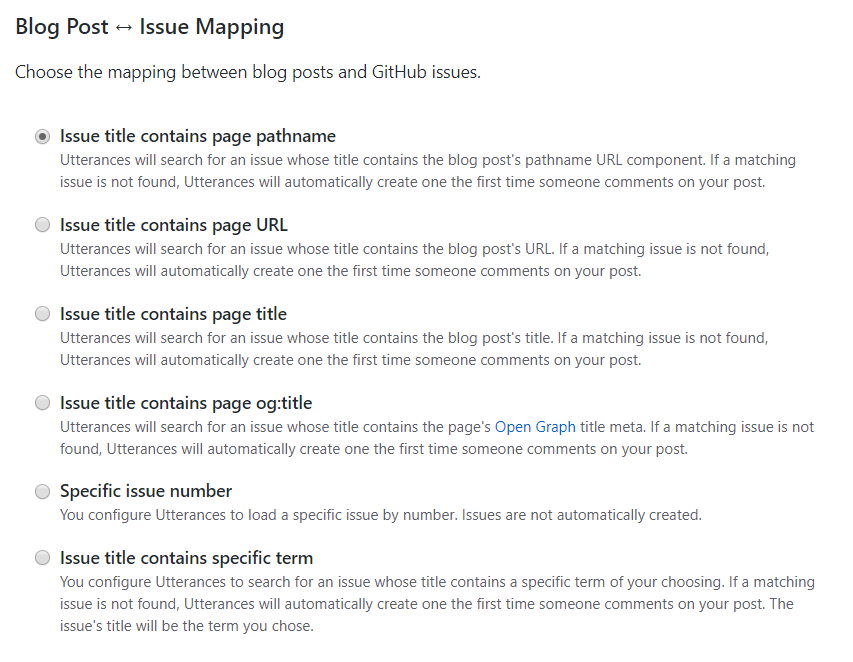 Blog Post ↔ Issue Mapping
Choose the mapping between blog posts and GitHub issues.
Issue title contains page pathname
Utterances will search for an issue whose title contains the blog post's pathname URL component. If a matching
issue is not found, Utterances will automatically create one the first time someone comments on your post.
Issue title contains page URL
Utterances will search for an issue whose title contains the blog post's URL. If a matching issue is not found,
Utterances will automatically create one the first time someone comments on your post.
Issue title contains page title
Utterances will search for an issue whose title contains the blog post's title. If a matching issue is not found,
Utterances will automatically create one the first time someone comments on your post.
Issue title contains page og:title
Utterances will search for an issue whose title contains the page's Open Graph title meta. If a matching issue is not
found, Utterances will automatically create one the first time someone comments on your post.
Specific issue number
You configure Utterances to load a specific issue by number. Issues are not automatically created.
Issue title contains specific term
You configure Utterances to search for an issue whose title contains a specific term of your choosing. If a matching
issue is not found, Utterances will automatically create one the first time someone comments on your post. The
issue's title will be the term you chose.